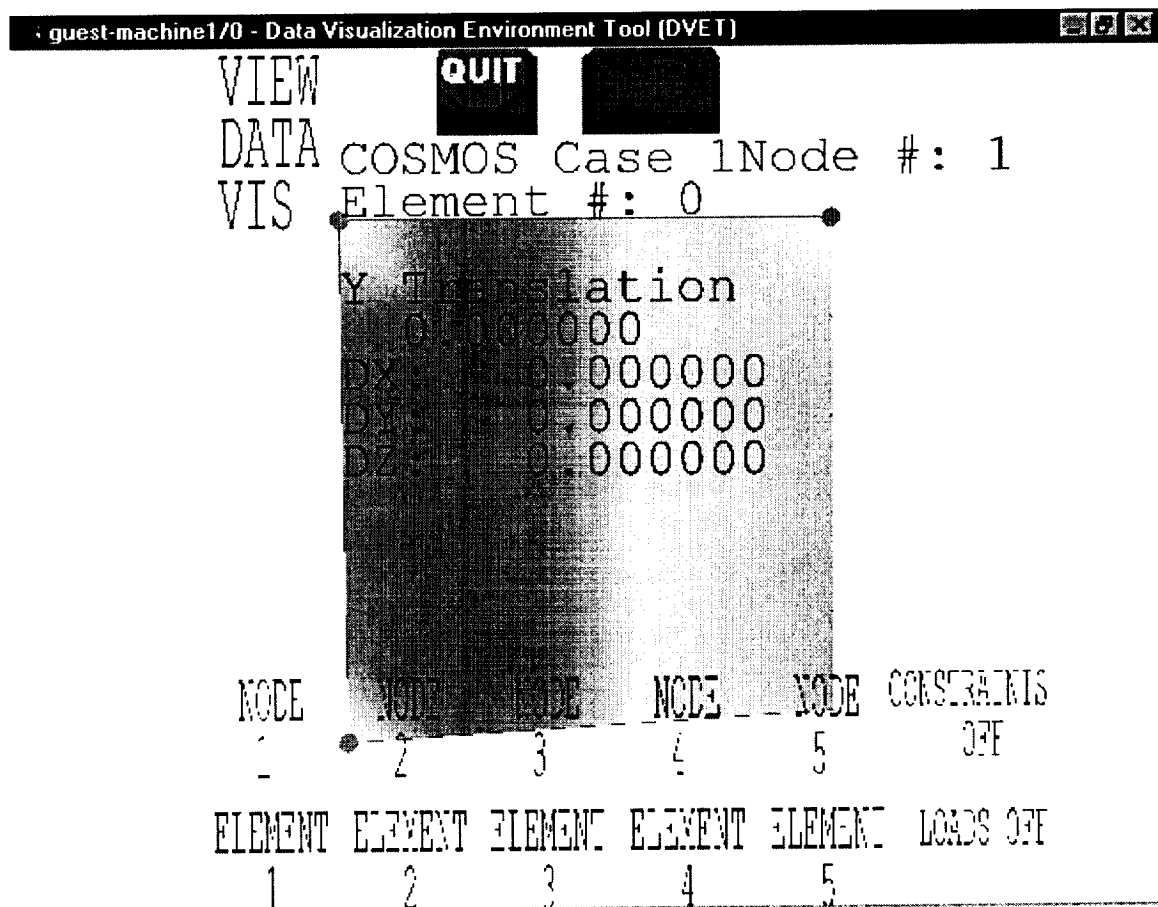 guest-machine1/0 - Data Visualization Environment Tool (DVET)
VIEW
QUIT
DATA
COSMOS Case 1Node #: 1
VIS
Element #: 0
Y Translation
0.000000
DX: 0.000000
DY: 0.000000
DZ: 0.000000
NODE NODE NODE NODE NODE CONSTRAINTS
1 2 3 4 5 OFF
ELEMENT ELEMENT ELEMENT ELEMENT ELEMENT LOADS OFF
1 2 3 4 5